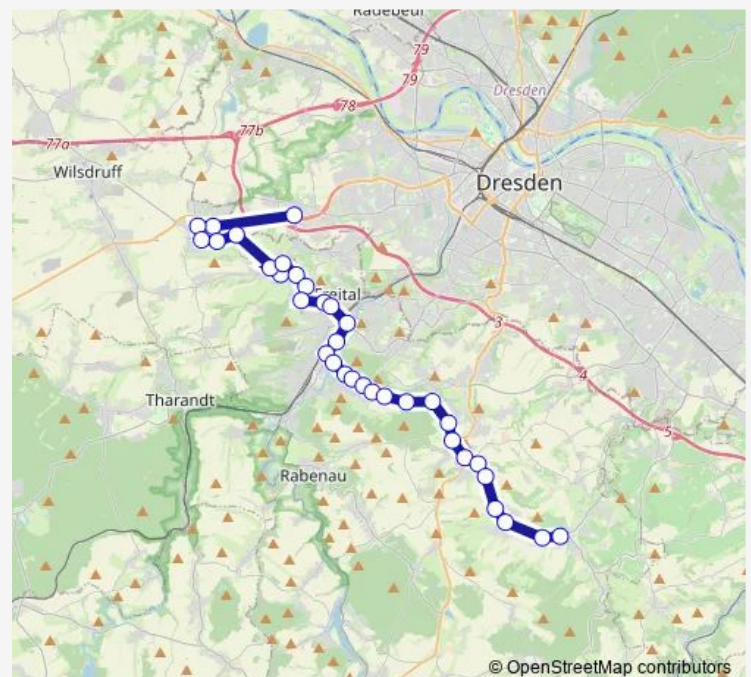 Radebeul
79
79
Dresden
78
77b
77a
Wilsdruff
Dresden
Freital
3
4
Tharandt
5
Rabenau
© OpenStreetMap contributors